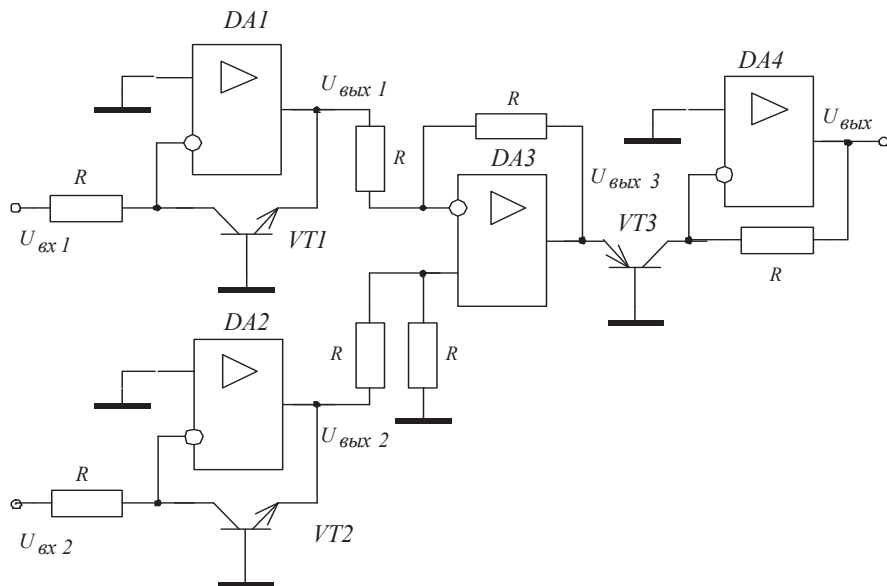 DA1
U вых 1
R
R
DA3
R
U вх 1
VT1
DA4
U вых
U вых 3
VT3
R
DA2
R
R
U вых 2
R
U вх 2
VT2